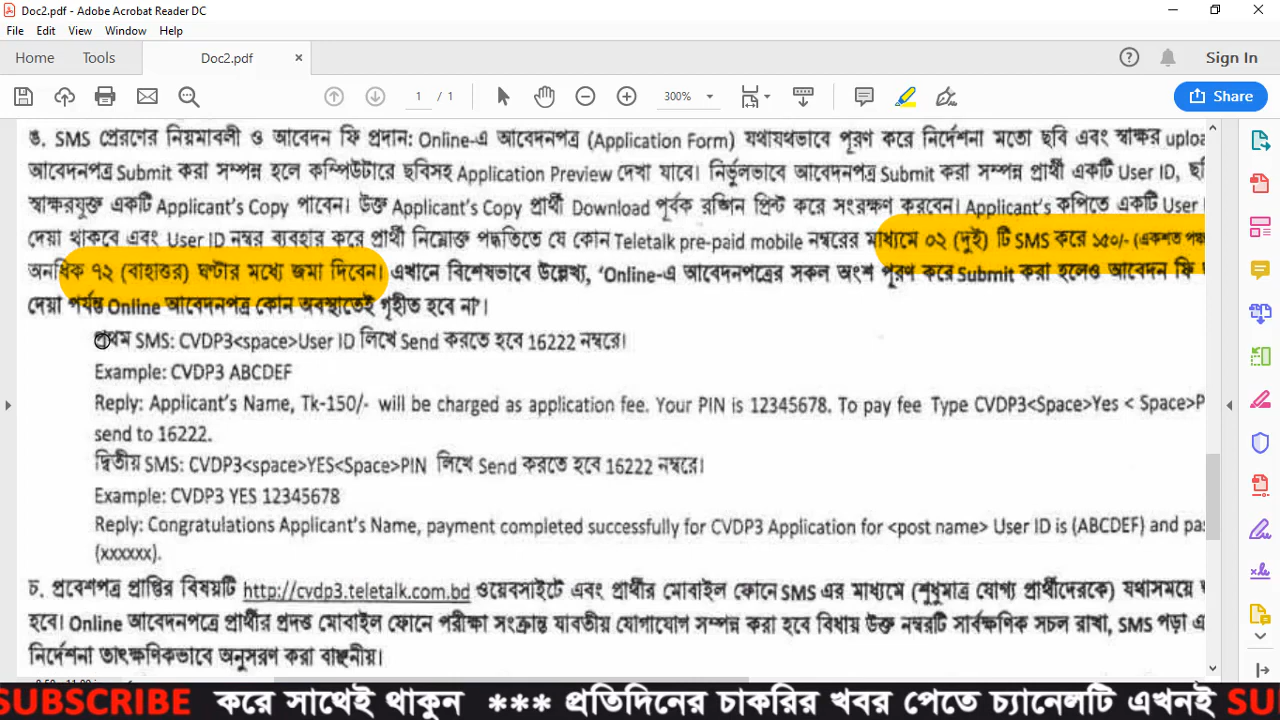 Doc2.pdf - Adobe Acrobat Reader DC
File Edit View Window Help
Home Tools Doc2.pdf × Sign In
1 / 1 300% Share
ঙ. SMS প্রেরণের নিয়মাবলী ও আবেদন ফি প্রদান: Online-এ আবেদনপত্র (Application Form) যথাযথভাবে পূরণ করে নির্দেশনা মতো ছবি এবং স্বাক্ষর uploa
আবেদনপত্র Submit করা সম্পন্ন হলে কম্পিউটারে ছবিসহ Application Preview দেখা যাবে। নির্ভুলভাবে আবেদনপত্র Submit করা সম্পন্ন প্রার্থী একটি User ID, ছি
স্বাক্ষরযুক্ত একটি Applicant's Copy পাবেন। উক্ত Applicant's Copy প্রার্থী Download পূর্বক রঙ্গিন প্রিন্ট করে সংরক্ষণ করবেন। Applicant's কপিতে একটি User
দেয়া থাকবে এবং User ID নম্বর ব্যবহার করে প্রার্থী নিম্নোক্ত পদ্ধতিতে যে কোন Teletalk pre-paid mobile নম্বরের মাধ্যমে ০২ (দুই) টি SMS করে ১৫০/- (একশত পঞ্চ
অনধিক ৭২ (বাহাত্তর) ঘণ্টার মধ্যে জমা দিবেন। এখানে বিশেষভাবে উল্লেখ্য, 'Online-এ আবেদনপত্রের সকল অংশ পূরণ করে Submit করা হলেও আবেদন ফি
দেয়া পর্যন্ত Online আবেদনপত্র কোন অবস্থাতেই গৃহীত হবে না'।
প্রথম SMS: CVDP3<space>User ID লিখে Send করতে হবে 16222 নম্বরে।
Example: CVDP3 ABCDEF
Reply: Applicant's Name, Tk-150/- will be charged as application fee. Your PIN is 12345678. To pay fee Type CVDP3<Space>Yes < Space>P
send to 16222.
দ্বিতীয় SMS: CVDP3<space>YES<Space>PIN লিখে Send করতে হবে 16222 নম্বরে।
Example: CVDP3 YES 12345678
Reply: Congratulations Applicant's Name, payment completed successfully for CVDP3 Application for <post name> User ID is (ABCDEF) and pa
(xxxxxx).
চ. প্রবেশপত্র প্রাপ্তির বিষয়টি http://cvdp3.teletalk.com.bd ওয়েবসাইটে এবং প্রার্থীর মোবাইল ফোনে SMS এর মাধ্যমে (শুধুমাত্র যোগ্য প্রার্থীদেরকে) যথাসময়ে
হবে। Online আবেদনপত্রে প্রার্থীর প্রদত্ত মোবাইল ফোনে পরীক্ষা সংক্রান্ত যাবতীয় যোগাযোগ সম্পন্ন করা হবে বিধায় উক্ত নম্বরটি সার্বক্ষণিক সচল রাখা, SMS পড়া এ
নির্দেশনা তাৎক্ষণিকভাবে অনুসরণ করা বাঞ্ছনীয়।
SUBSCRIBE করে সাথেই থাকুন *** প্রতিদিনের চাকরির খবর পেতে চ্যানেলটি এখনই SU